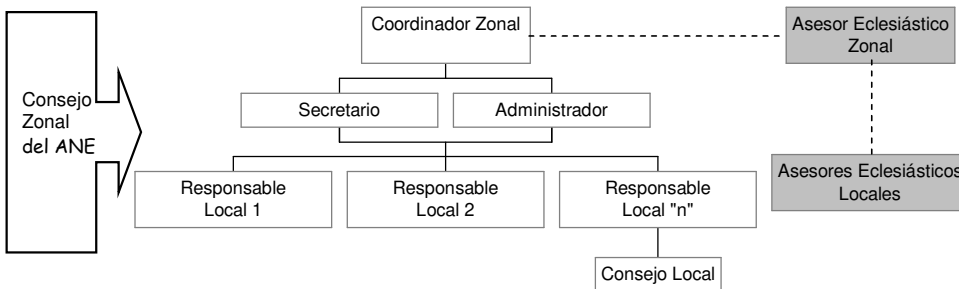 Coordinador Zonal
Asesor Eclesiástico
Zonal
Consejo
Zonal
del ANE
Secretario
Administrador
Responsable
Local 1
Responsable
Local 2
Responsable
Local "n"
Asesores Eclesiásticos
Locales
Consejo Local